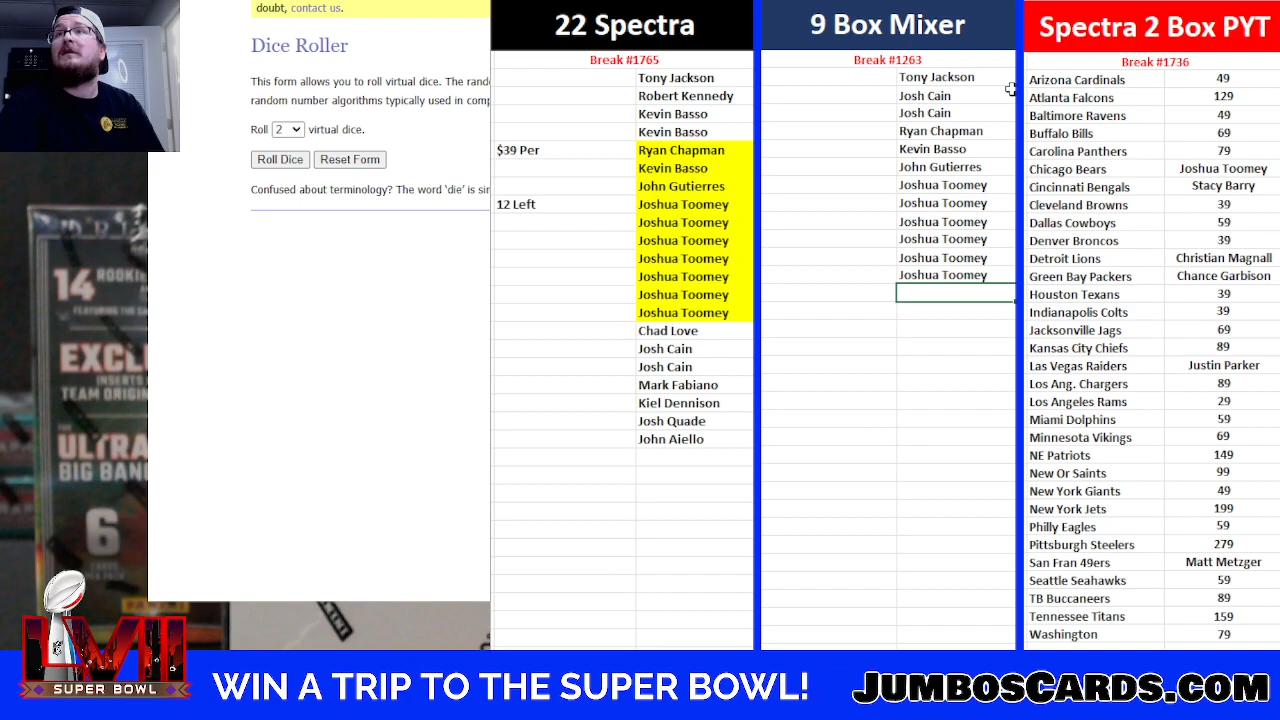 doubt, contact us.
Dice Roller
This form allows you to roll virtual dice. The rando
random number algorithms typically used in comp
Roll 2 virtual dice.
Roll Dice Reset Form
Confused about terminology? The word 'die' is sin
14 ROOKIE
EXCL
INSERTS
TEAM ORIGIN
ULTRA
BIG BAN
6
CARDS
PANINI
LVII
SUPER BOWL
22 Spectra
Break #1765
Tony Jackson
Robert Kennedy
Kevin Basso
Kevin Basso
$39 Per Ryan Chapman
Kevin Basso
John Gutierres
12 Left Joshua Toomey
Joshua Toomey
Joshua Toomey
Joshua Toomey
Joshua Toomey
Joshua Toomey
Joshua Toomey
Chad Love
Josh Cain
Josh Cain
Mark Fabiano
Kiel Dennison
Josh Quade
John Aiello
9 Box Mixer
Break #1263
Tony Jackson
Josh Cain
Josh Cain
Ryan Chapman
Kevin Basso
John Gutierres
Joshua Toomey
Joshua Toomey
Joshua Toomey
Joshua Toomey
Joshua Toomey
Joshua Toomey
Spectra 2 Box PYT
Break #1736
Arizona Cardinals 49
Atlanta Falcons 129
Baltimore Ravens 49
Buffalo Bills 69
Carolina Panthers 79
Chicago Bears Joshua Toomey
Cincinnati Bengals Stacy Barry
Cleveland Browns 39
Dallas Cowboys 59
Denver Broncos 39
Detroit Lions Christian Magnall
Green Bay Packers Chance Garbison
Houston Texans 39
Indianapolis Colts 39
Jacksonville Jags 69
Kansas City Chiefs 89
Las Vegas Raiders Justin Parker
Los Ang. Chargers 89
Los Angeles Rams 29
Miami Dolphins 59
Minnesota Vikings 69
NE Patriots 149
New Or Saints 99
New York Giants 49
New York Jets 199
Philly Eagles 59
Pittsburgh Steelers 279
San Fran 49ers Matt Metzger
Seattle Seahawks 59
TB Buccaneers 89
Tennessee Titans 159
Washington 79
WIN A TRIP TO THE SUPER BOWL! JUMBOSCARDS.COM